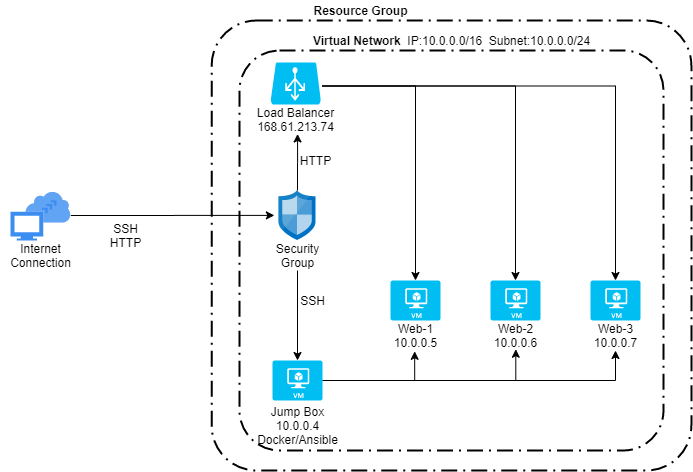 Resource Group
Virtual Network IP:10.0.0.0/16 Subnet:10.0.0.0/24
Load Balancer
168.61.213.74
HTTP
SSH
HTTP
Internet
Connection
Security
Group
SSH
VM
Web-1
10.0.0.5
VM
Web-2
10.0.0.6
VM
Web-3
10.0.0.7
VM
Jump Box
10.0.0.4
Docker/Ansible